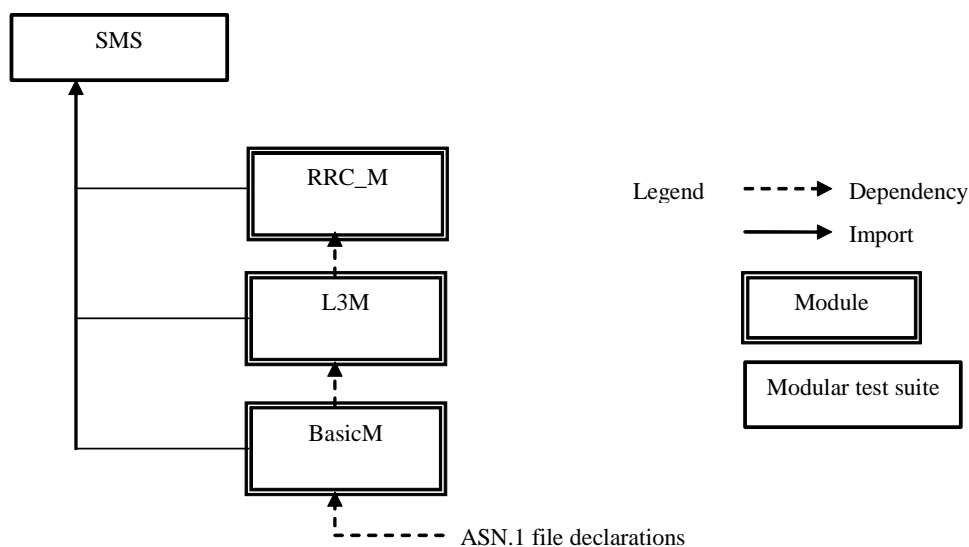 SMS
RRC_M
Legend
Dependency
Import
L3M
Module
Modular test suite
BasicM
ASN.1 file declarations